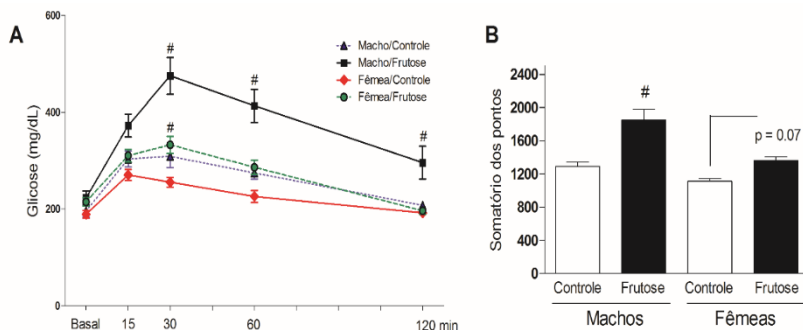 A
Glicose (mg/dL)
600
400
200
0
#
#
#
#
Macho/Controle
Macho/Frutose
Fêmea/Controle
Fêmea/Frutose
Basal 15 30 60 120 min
B
Somatório dos pontos
2400
2000
1600
1200
800
400
0
#
p = 0.07
Controle Frutose Controle Frutose
Machos Fêmeas